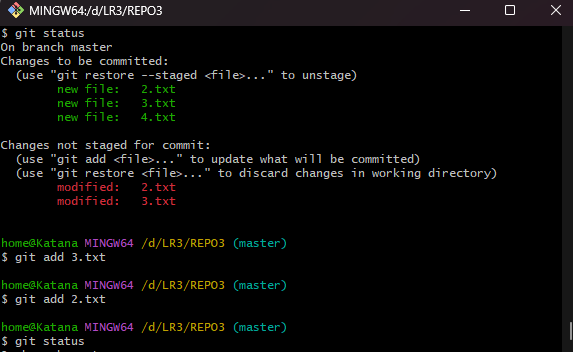 MINGW64:/d/LR3/REPO3
$ git status
On branch master
Changes to be committed:
  (use "git restore --staged <file>..." to unstage)
        new file:   2.txt
        new file:   3.txt
        new file:   4.txt

Changes not staged for commit:
  (use "git add <file>..." to update what will be committed)
  (use "git restore <file>..." to discard changes in working directory)
        modified:   2.txt
        modified:   3.txt

home@Katana MINGW64 /d/LR3/REPO3 (master)
$ git add 3.txt

home@Katana MINGW64 /d/LR3/REPO3 (master)
$ git add 2.txt

home@Katana MINGW64 /d/LR3/REPO3 (master)
$ git status